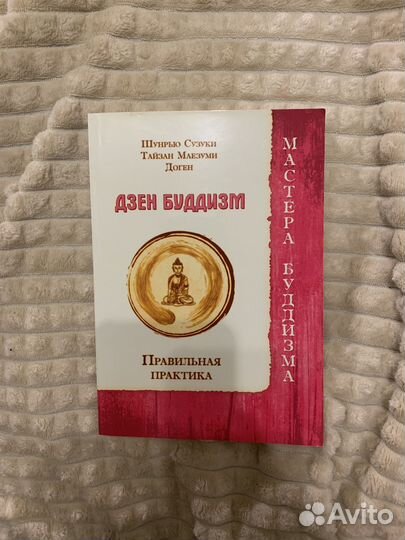 Шунрью Сузуки
Тайзан Маезуми
Доген
ДЗЕН БУДДИЗМ
Правильная
практика
МАСТЕРА БУДДИЗМА
Avito